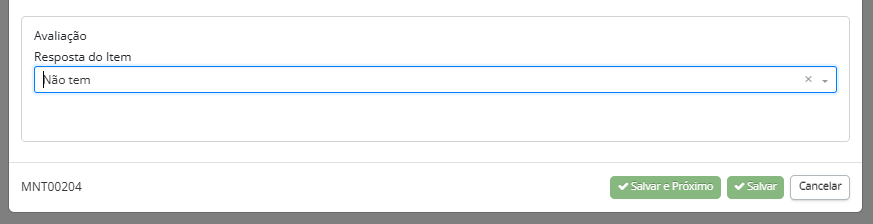 Avaliação
Resposta do Item
Não tem
MNT00204 Salvar e Próximo Salvar Cancelar